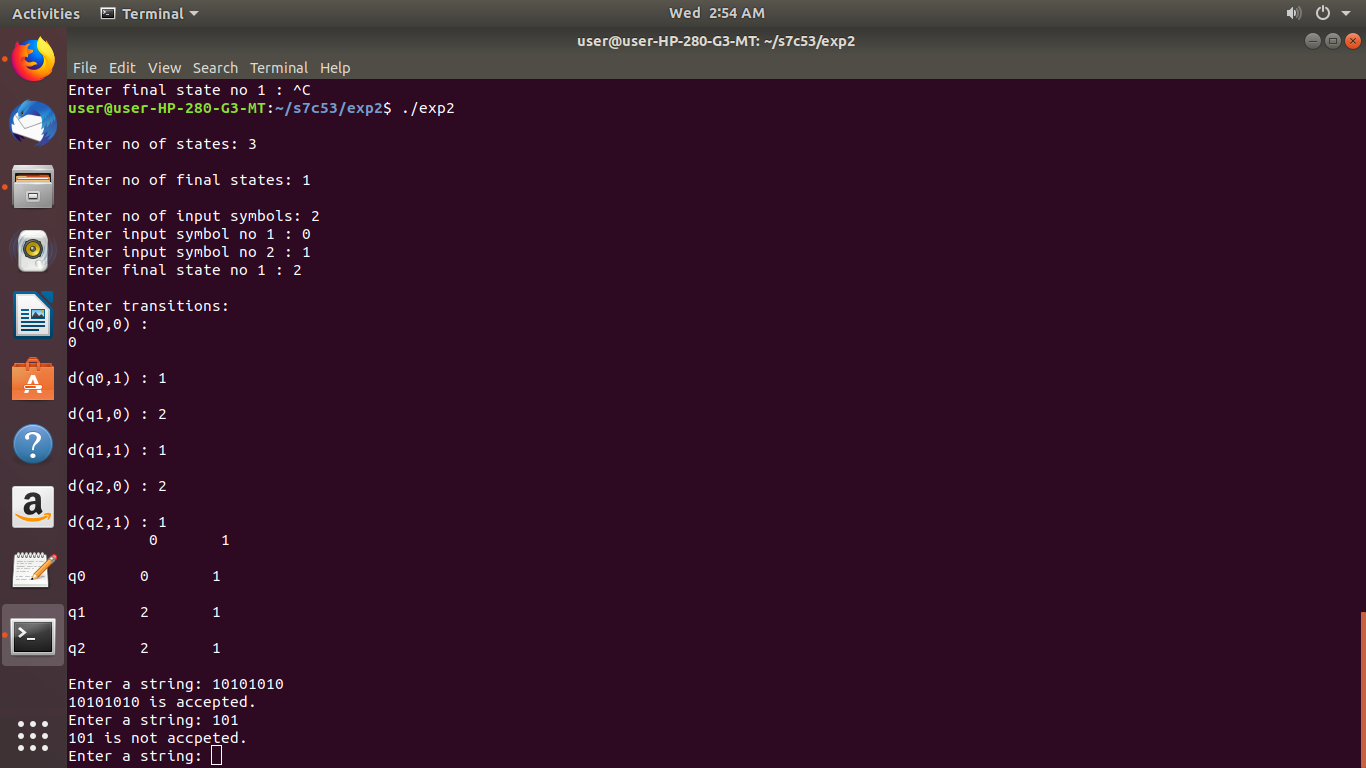 Activities Terminal Wed 2:54 AM
user@user-HP-280-G3-MT: ~/s7c53/exp2
File Edit View Search Terminal Help
Enter final state no 1 : ^C
user@user-HP-280-G3-MT:~/s7c53/exp2$ ./exp2
Enter no of states: 3
Enter no of final states: 1
Enter no of input symbols: 2
Enter input symbol no 1 : 0
Enter input symbol no 2 : 1
Enter final state no 1 : 2
Enter transitions:
d(q0,0) :
0
d(q0,1) : 1
d(q1,0) : 2
d(q1,1) : 1
d(q2,0) : 2
d(q2,1) : 1
0 1
q0 0 1
q1 2 1
q2 2 1
Enter a string: 10101010
10101010 is accepted.
Enter a string: 101
101 is not accpeted.
Enter a string: